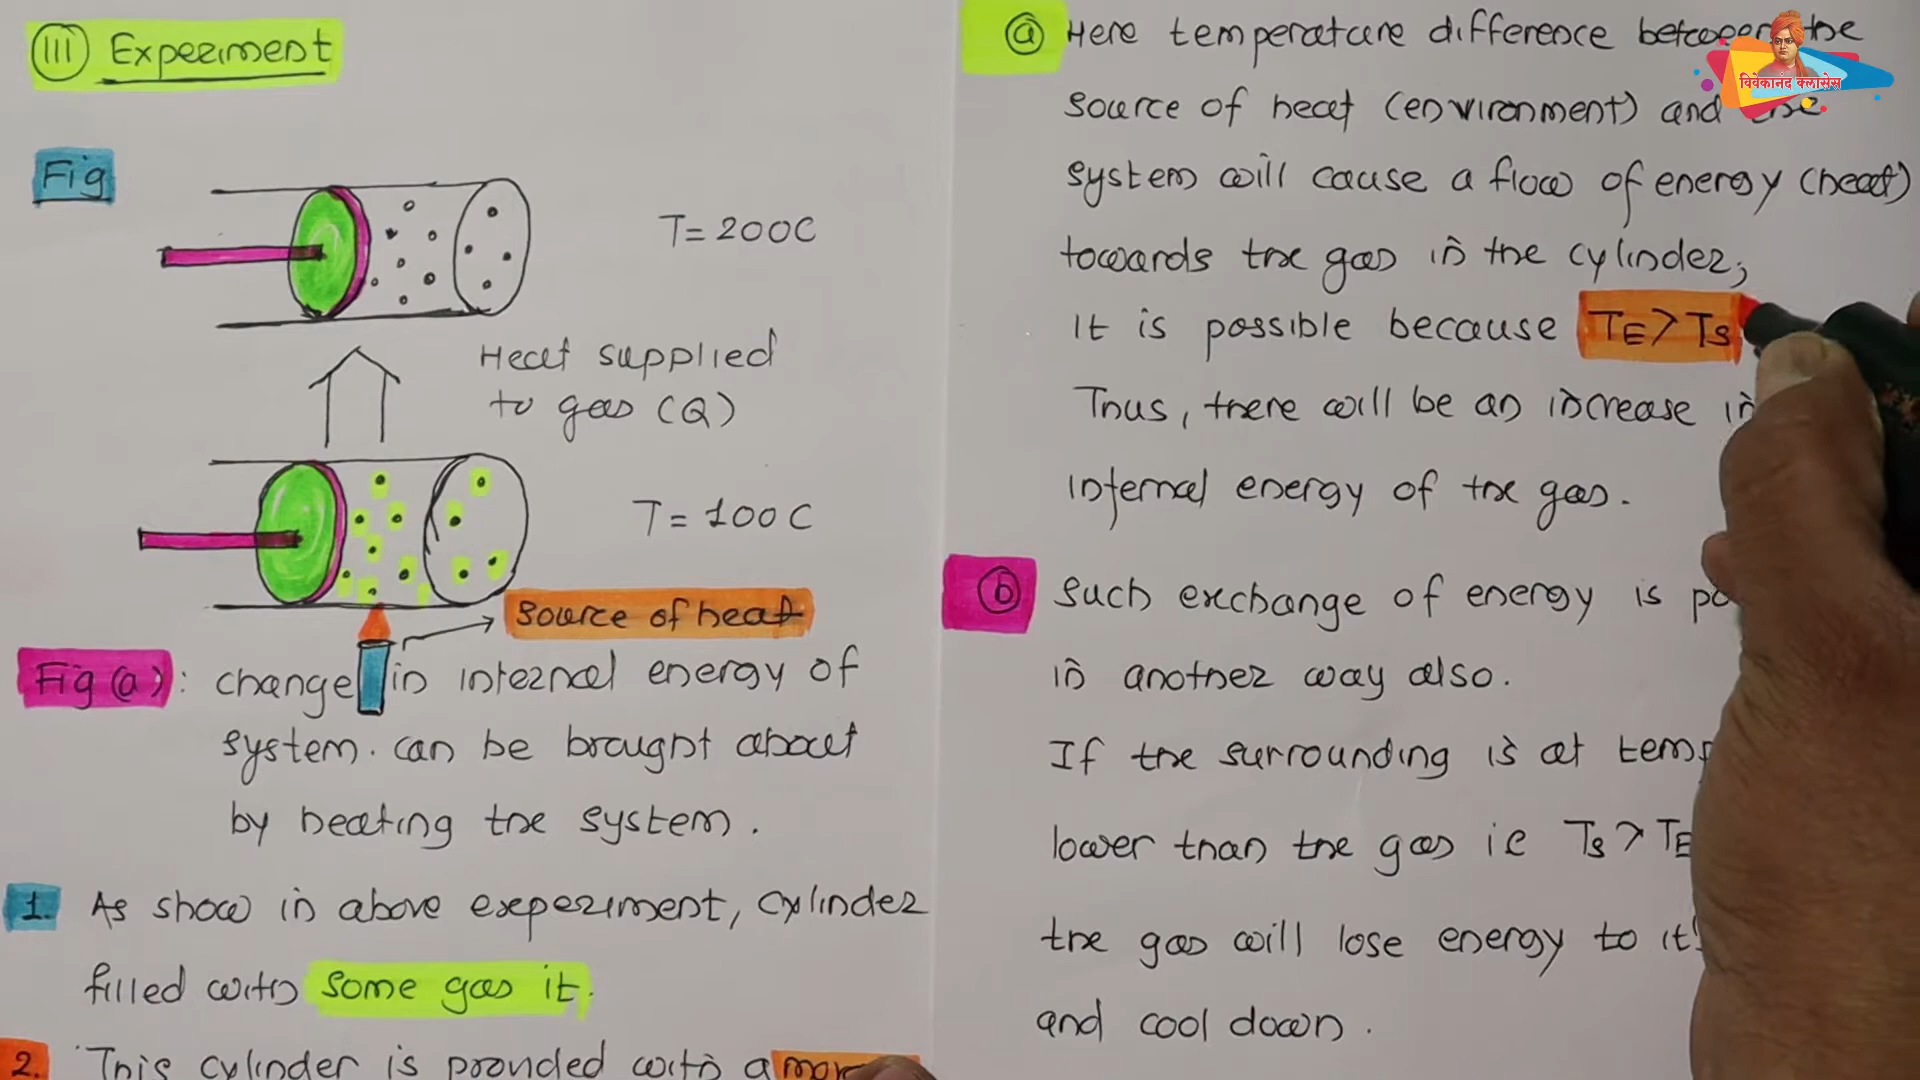 III Experiment
Fig
T= 200C
Heat supplied
to gas (Q)
T= 100C
Source of heat
Fig (a): change in internal energy of
system. can be brought about
by heating the system.
1. As show in above experiment, cylinder
filled with some gas it.
2. This cylinder is provided with a
a Here temperature difference between the
source of heat (environment) and the
system will cause a flow of energy (heat)
towards the gas in the cylinder,
It is possible because TE > TS
Thus, there will be an increase in
internal energy of the gas.
b Such exchange of energy is
in another way also.
If the surrounding is at
lower than the gas ie Ts > TE
the gas will lose energy to
and cool down.
विवेकानंद क्लासेस